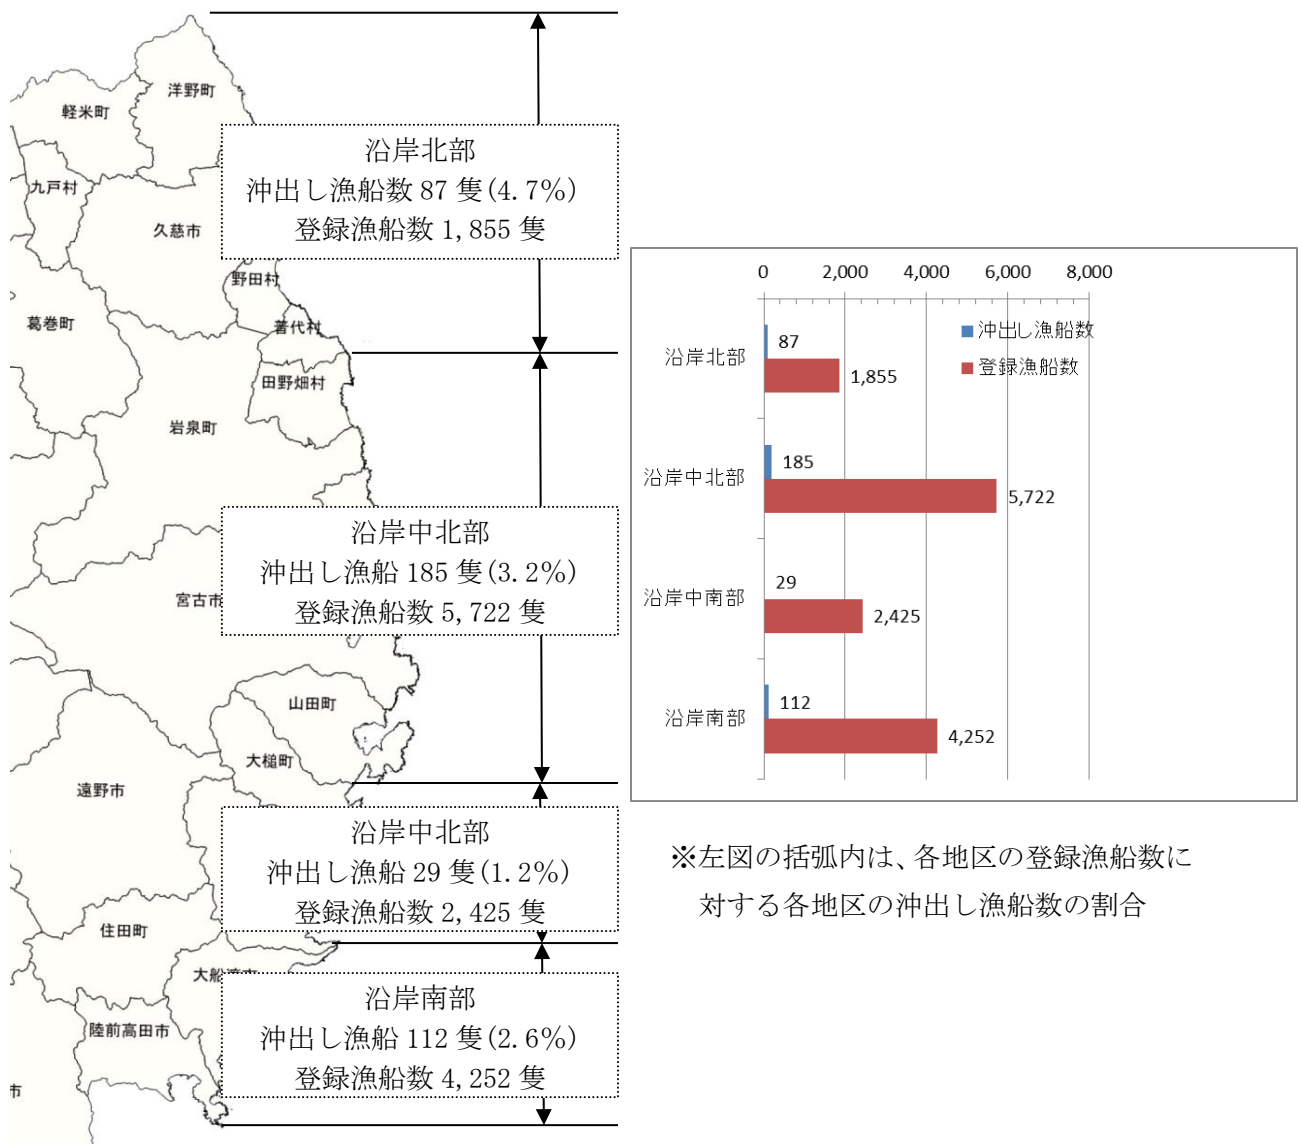 洋野町
軽米町
九戸村
久慈市
沿岸北部
沖出し漁船数 87 隻(4.7%)
登録漁船数 1,855 隻
野田村
葛巻町
普代村
田野畑村
岩泉町
沿岸中北部
沖出し漁船 185 隻(3.2%)
登録漁船数 5,722 隻
宮古市
山田町
大槌町
遠野市
沿岸中北部
沖出し漁船 29 隻(1.2%)
登録漁船数 2,425 隻
住田町
大船渡市
沿岸南部
沖出し漁船 112 隻(2.6%)
登録漁船数 4,252 隻
陸前高田市
市
0 2,000 4,000 6,000 8,000
沖出し漁船数
登録漁船数
沿岸北部
87
1,855
沿岸中北部
185
5,722
沿岸中南部
29
2,425
沿岸南部
112
4,252
※左図の括弧内は、各地区の登録漁船数に
対する各地区の沖出し漁船数の割合